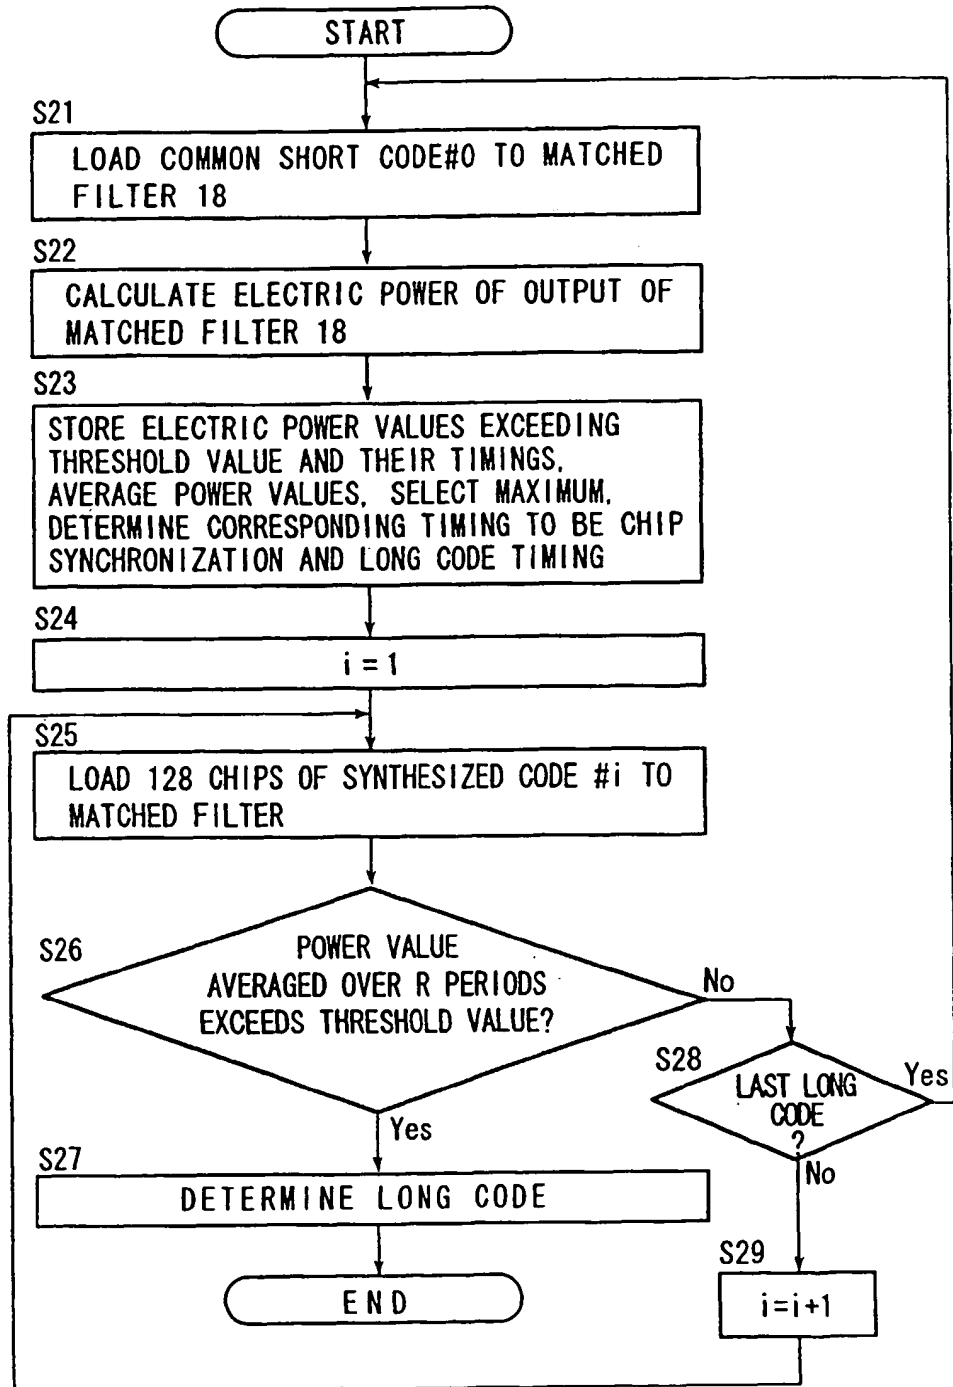 START
S21
LOAD COMMON SHORT CODE#0 TO MATCHED
FILTER 18
S22
CALCULATE ELECTRIC POWER OF OUTPUT OF
MATCHED FILTER 18
S23
STORE ELECTRIC POWER VALUES EXCEEDING
THRESHOLD VALUE AND THEIR TIMINGS,
AVERAGE POWER VALUES, SELECT MAXIMUM,
DETERMINE CORRESPONDING TIMING TO BE CHIP
SYNCHRONIZATION AND LONG CODE TIMING
S24
i = 1
S25
LOAD 128 CHIPS OF SYNTHESIZED CODE #i TO
MATCHED FILTER
S26
POWER VALUE
AVERAGED OVER R PERIODS
EXCEEDS THRESHOLD VALUE?
No
S28
LAST LONG
CODE
?
Yes
Yes
No
S27
DETERMINE LONG CODE
S29
i=i+1
END